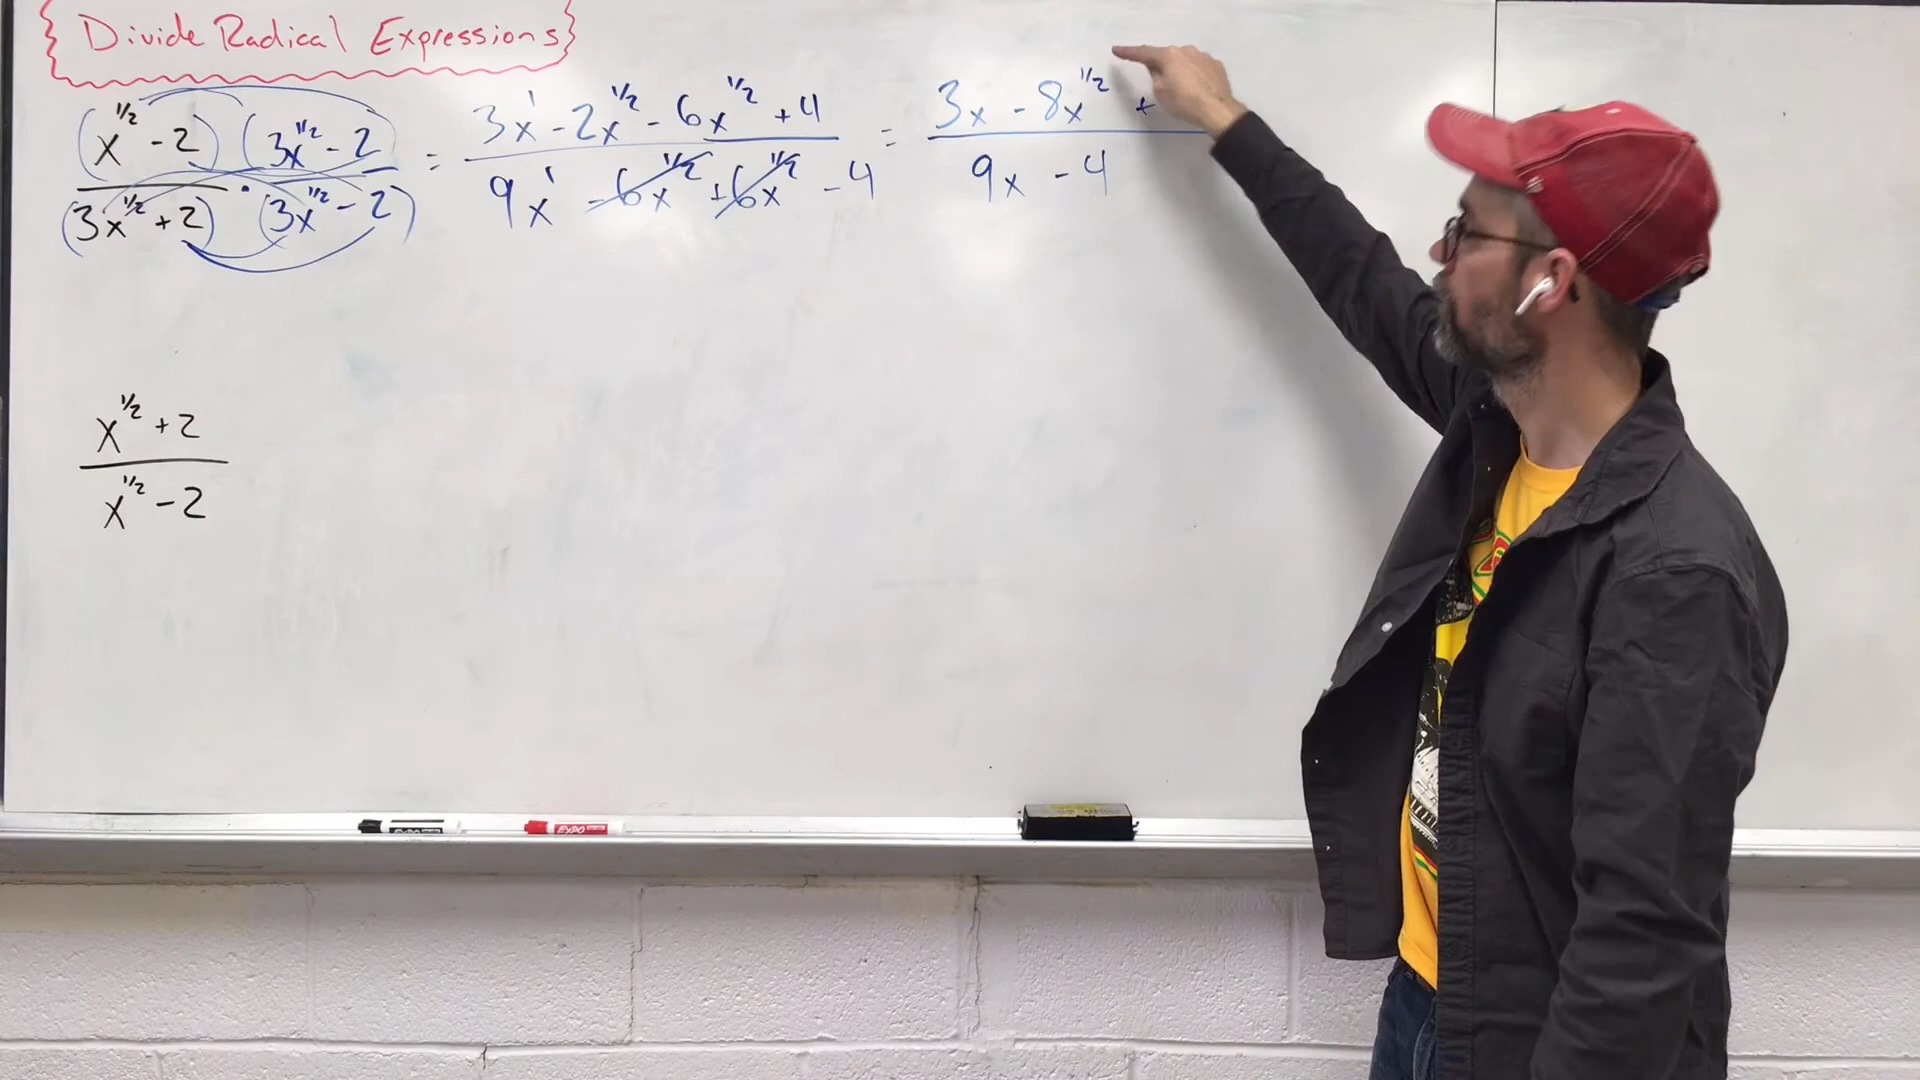 Divide Radical Expressions
(x^1/2 - 2) (3x^1/2 - 2) / (3x^1/2 + 2) · (3x^1/2 - 2) = 3x^1 - 2x^1/2 - 6x^1/2 + 4 / 9x^1 - 6x^1/2 + 6x^1/2 - 4 = 3x - 8x^1/2 + / 9x - 4
x^1/2 + 2
x^1/2 - 2
EXPO